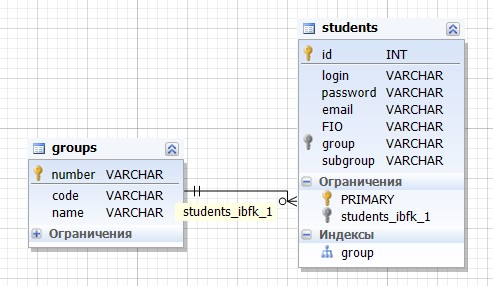 students
id INT
login VARCHAR
password VARCHAR
email VARCHAR
FIO VARCHAR
group VARCHAR
subgroup VARCHAR
Ограничения
PRIMARY
students_ibfk_1
Индексы
group
groups
number VARCHAR
code VARCHAR
name VARCHAR
Ограничения
students_ibfk_1